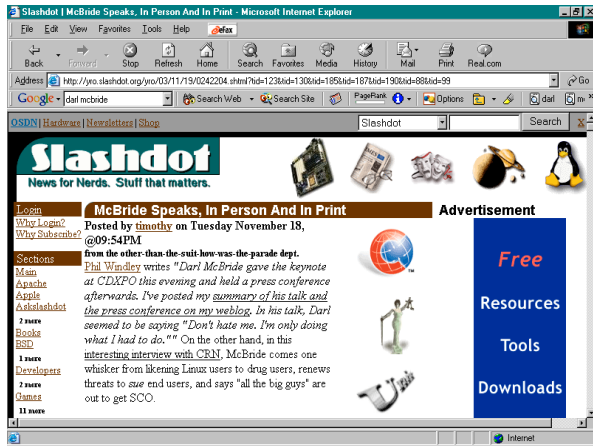 Slashdot | McBride Speaks, In Person And In Print - Microsoft Internet Explorer
File Edit View Favorites Tools Help eFax
Back Forward Stop Refresh Home Search Favorites Media History Mail Print Real.com
Address http://yro.slashdot.org/yro/03/11/19/0242204.shtml?tid=123&tid=130&tid=185&tid=187&tid=190&tid=88&tid=99 Go
Google darl mcbride Search Web Search Site PageRank Options darl
OSDN | Hardware | Newsletters | Shop Slashdot Search X
Slashdot
News for Nerds. Stuff that matters.
Login
Why Login?
Why Subscribe?
Sections
Main
Apache
Apple
Askslashdot
2 more
Books
BSD
1 more
Developers
2 more
Games
11 more
McBride Speaks, In Person And In Print
Posted by timothy on Tuesday November 18,
@09:54PM
from the other-than-the-suit-how-was-the-parade dept.
Phil Windley writes "Darl McBride gave the keynote
at CDXPO this evening and held a press conference
afterwards. I've posted my summary of his talk and
the press conference on my weblog. In his talk, Darl
seemed to be saying "Don't hate me. I'm only doing
what I had to do."" On the other hand, in this
interesting interview with CRN, McBride comes one
whisker from likening Linux users to drug users, renews
threats to sue end users, and says "all the big guys" are
out to get SCO.
Unix
Advertisement
Free
Resources
Tools
Downloads
Internet